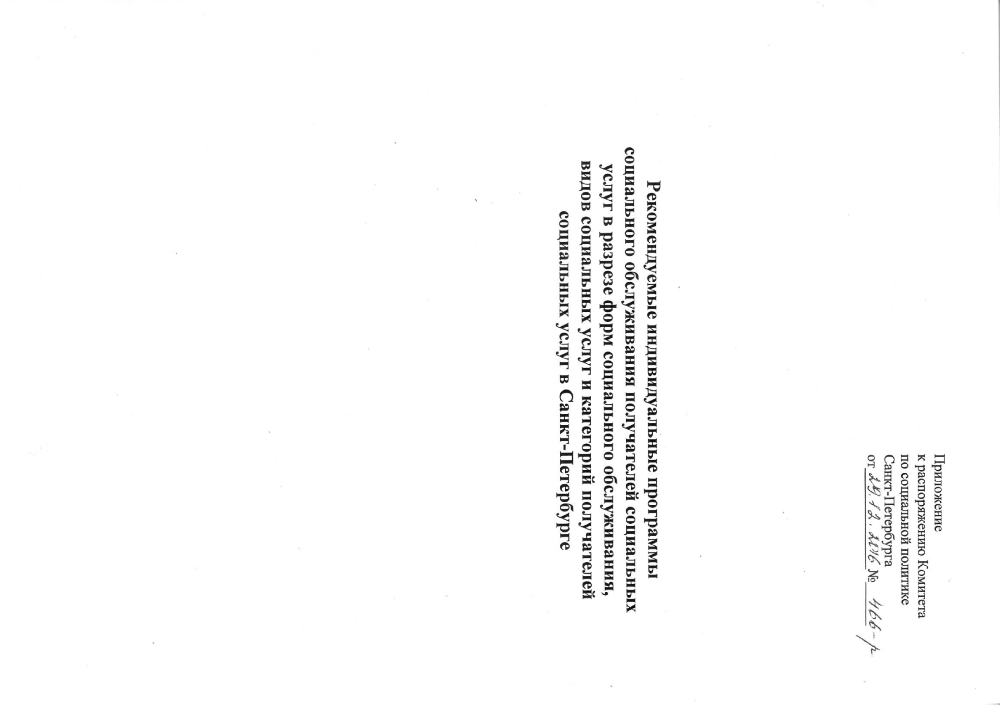 Приложение
к распоряжению Комитета
по социальной политике
Санкт-Петербурга
от 29.12.2016 № 466-р
Рекомендуемые индивидуальные программы
социального обслуживания получателей социальных
услуг в разрезе форм социального обслуживания,
видов социальных услуг и категорий получателей
социальных услуг в Санкт-Петербурге